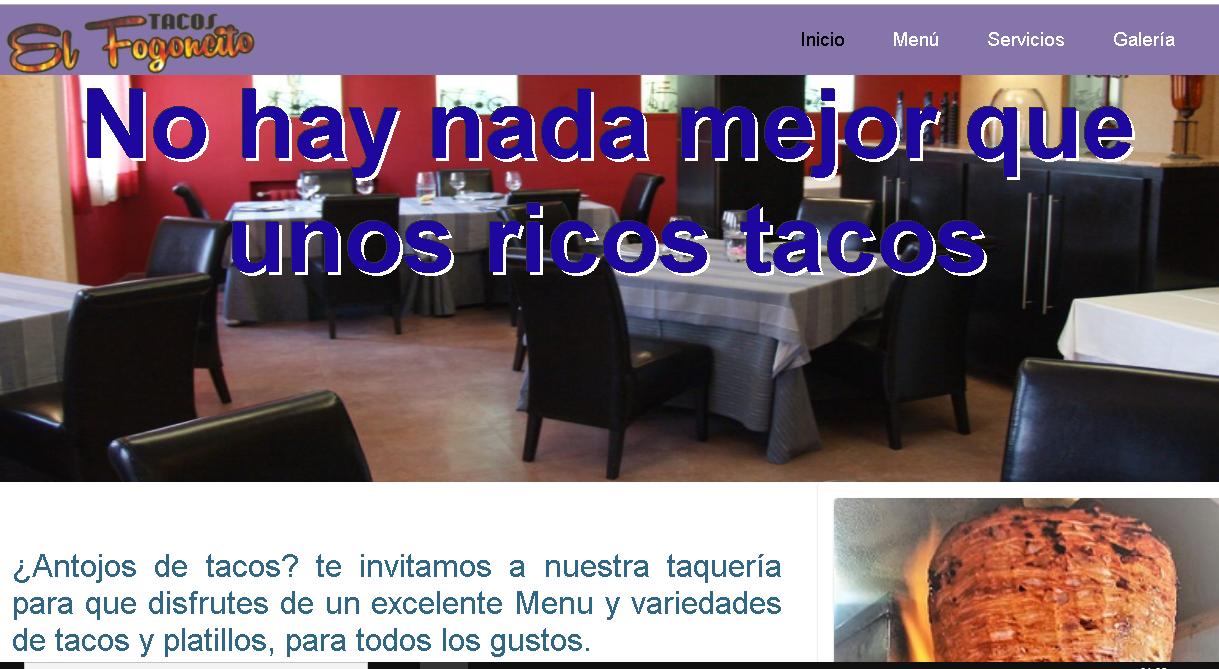 TACOS
El Fogoncito
Inicio Menú Servicios Galería
No hay nada mejor que
unos ricos tacos
¿Antojos de tacos? te invitamos a nuestra taquería
para que disfrutes de un excelente Menu y variedades
de tacos y platillos, para todos los gustos.